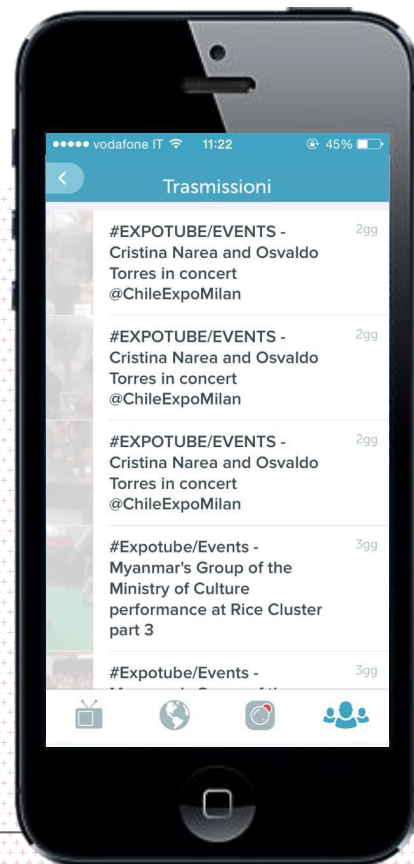 vodafone IT 11:22 45%
Trasmissioni
#EXPOTUBE/EVENTS - 2gg
Cristina Narea and Osvaldo
Torres in concert
@ChileExpoMilan
#EXPOTUBE/EVENTS - 2gg
Cristina Narea and Osvaldo
Torres in concert
@ChileExpoMilan
#EXPOTUBE/EVENTS - 2gg
Cristina Narea and Osvaldo
Torres in concert
@ChileExpoMilan
#Expotube/Events - 3gg
Myanmar's Group of the
Ministry of Culture
performance at Rice Cluster
part 3
#Expotube/Events - 3gg